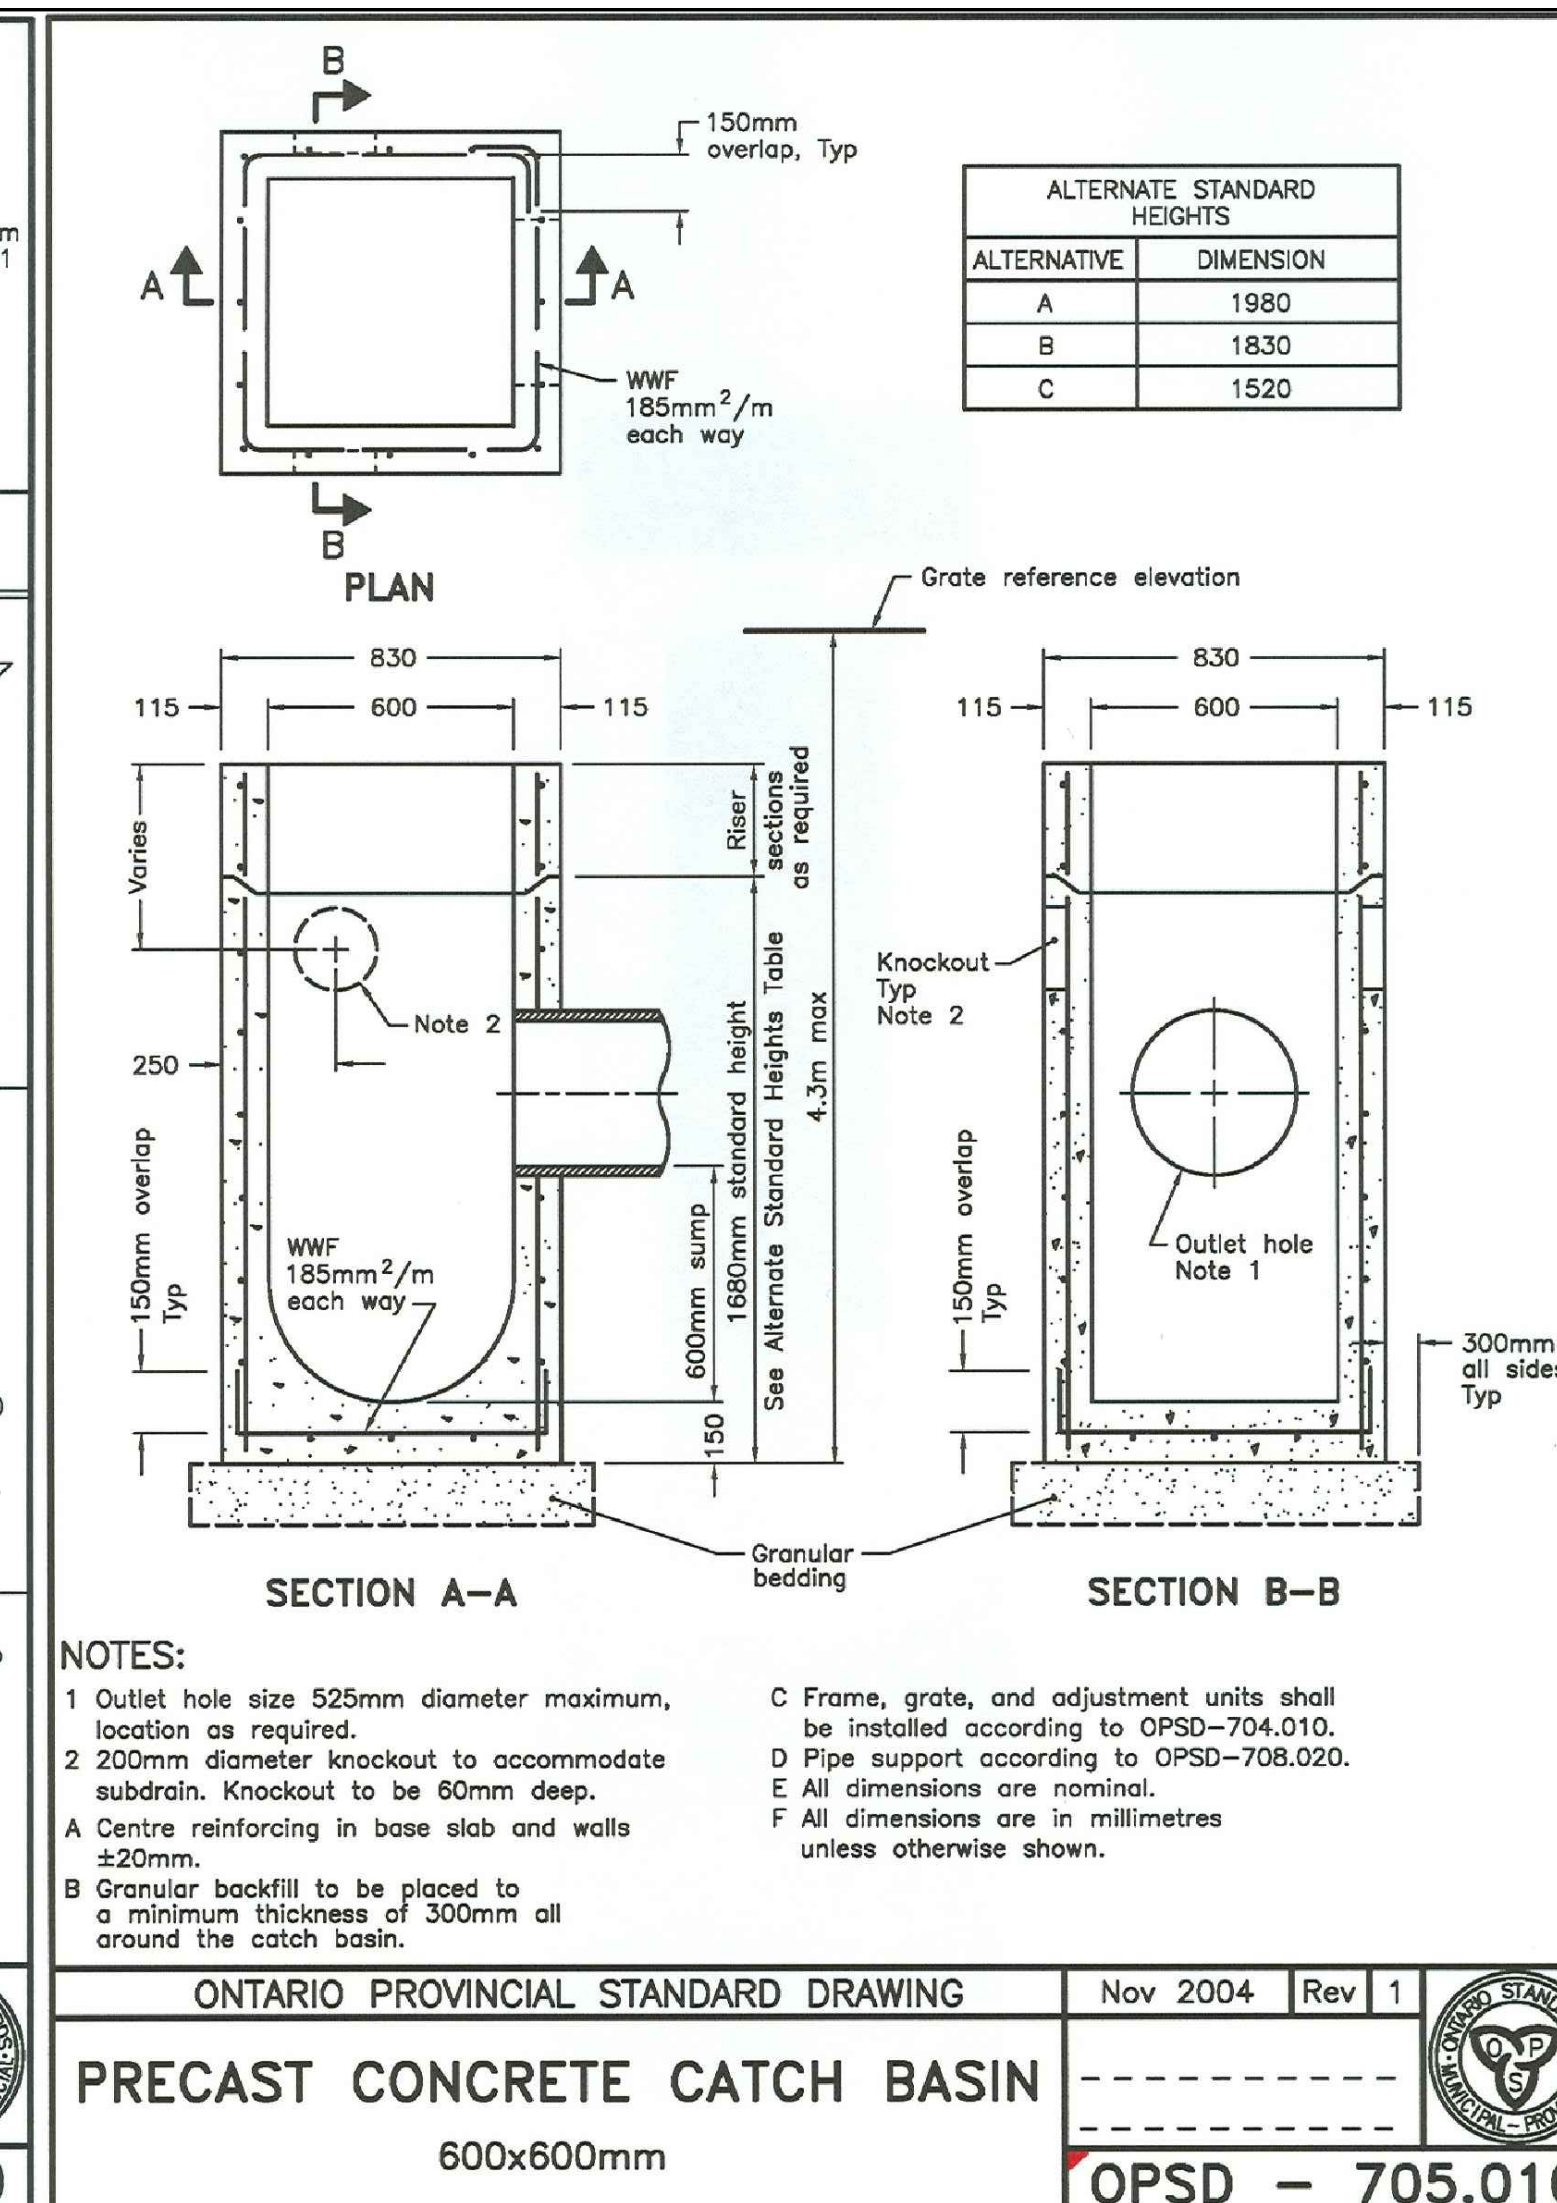 B
150mm
overlap, Typ
A
A
WWF
185mm2/m
each way
B
PLAN
ALTERNATE STANDARD
HEIGHTS
ALTERNATIVE DIMENSION
A 1980
B 1830
C 1520
Grate reference elevation
830
115 600 115
Varies
Note 2
250
150mm overlap
Typ
WWF
185mm2/m
each way
600mm sump
150
Riser sections
as required
1680mm standard height
See Alternate Standard Heights Table
4.3m max
830
115 600 115
Knockout
Typ
Note 2
150mm overlap
Typ
Outlet hole
Note 1
300mm
all sides
Typ
Granular
bedding
SECTION A-A
SECTION B-B
NOTES:
1 Outlet hole size 525mm diameter maximum,
location as required.
2 200mm diameter knockout to accommodate
subdrain. Knockout to be 60mm deep.
A Centre reinforcing in base slab and walls
±20mm.
B Granular backfill to be placed to
a minimum thickness of 300mm all
around the catch basin.
C Frame, grate, and adjustment units shall
be installed according to OPSD-704.010.
D Pipe support according to OPSD-708.020.
E All dimensions are nominal.
F All dimensions are in millimetres
unless otherwise shown.
ONTARIO PROVINCIAL STANDARD DRAWING
Nov 2004 Rev 1
PRECAST CONCRETE CATCH BASIN
600x600mm
ONTARIO
MUNICIPAL
O P S
OPSD - 705.010